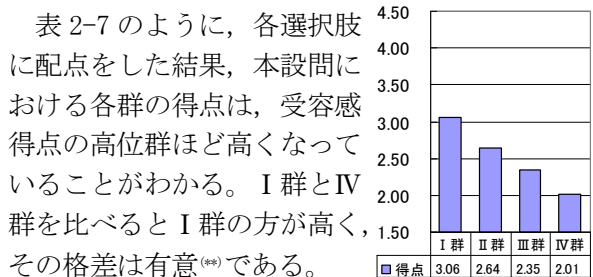 表 2-7 のように，各選択肢
に配点をした結果，本設問に
おける各群の得点は，受容感
得点の高位群ほど高くなって
いることがわかる。Ⅰ群とⅣ
群を比べるとⅠ群の方が高く，
その格差は有意(**)である。
4.50
4.00
3.50
3.00
2.50
2.00
1.50
Ⅰ群 Ⅱ群 Ⅲ群 Ⅳ群
得点 3.06 2.64 2.35 2.01